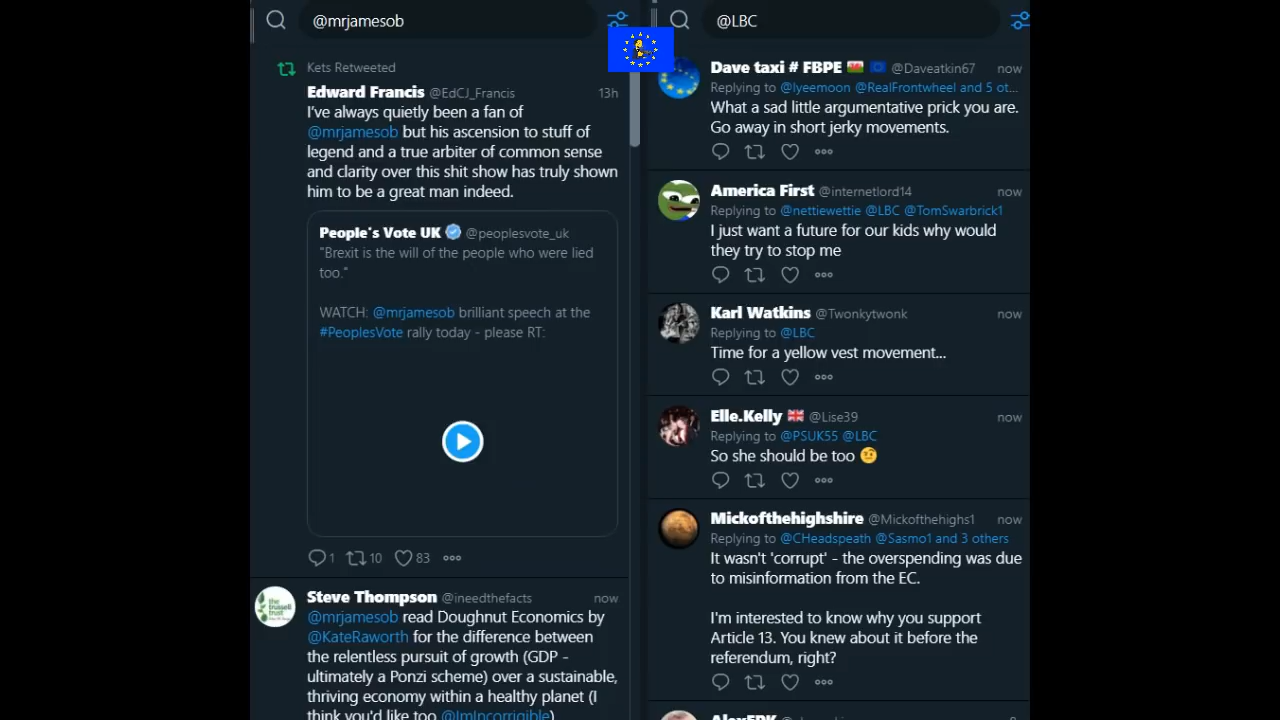 @mrjamesob
Kets Retweeted
Edward Francis @EdCJ_Francis 13h
I've always quietly been a fan of
@mrjamesob but his ascension to stuff of
legend and a true arbiter of common sense
and clarity over this shit show has truly shown
him to be a great man indeed.
People's Vote UK @peoplesvote_uk
"Brexit is the will of the people who were lied
too."
WATCH: @mrjamesob brilliant speech at the
#PeoplesVote rally today - please RT:
1 10 83
Steve Thompson @ineedthefacts now
@mrjamesob read Doughnut Economics by
@KateRaworth for the difference between
the relentless pursuit of growth (GDP -
ultimately a Ponzi scheme) over a sustainable,
thriving economy within a healthy planet (I
think you'd like too @ImIncorrigible)
@LBC
Dave taxi # FBPE @Daveatkin67 now
Replying to @lyeemoon @RealFrontwheel and 5 ot...
What a sad little argumentative prick you are.
Go away in short jerky movements.
America First @internetlord14 now
Replying to @nettiewettie @LBC @TomSwarbrick1
I just want a future for our kids why would
they try to stop me
Karl Watkins @Twonkytwonk now
Replying to @LBC
Time for a yellow vest movement...
Elle.Kelly @Lise39 now
Replying to @PSUK55 @LBC
So she should be too 🤨
Mickofthehighshire @Mickofthehighs1 now
Replying to @CHeadspeath @Sasmo1 and 3 others
It wasn't 'corrupt' - the overspending was due
to misinformation from the EC.
I'm interested to know why you support
Article 13. You knew about it before the
referendum, right?